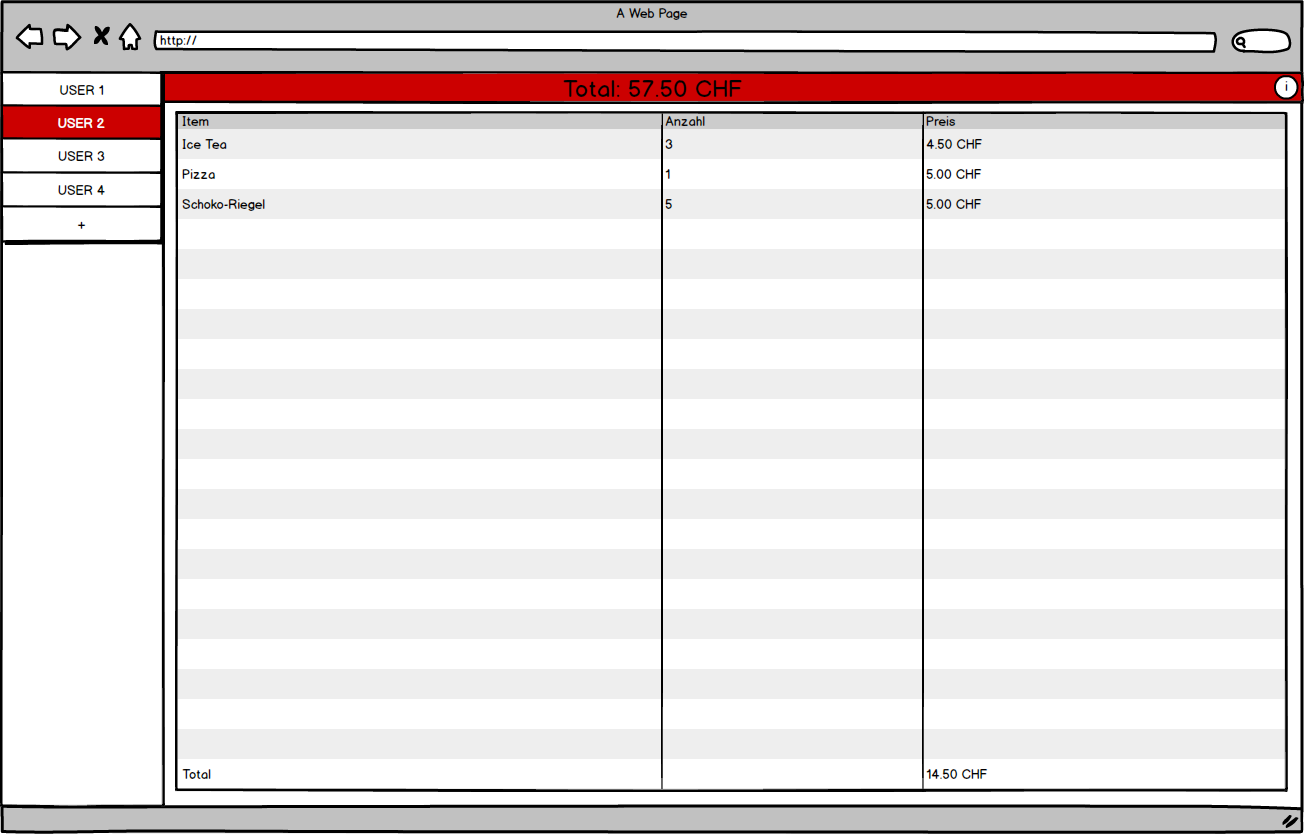 A Web Page
http://
USER 1
Total: 57.50 CHF
i
USER 2
USER 3
USER 4
+
Item Anzahl Preis
Ice Tea 3 4.50 CHF
Pizza 1 5.00 CHF
Schoko-Riegel 5 5.00 CHF
Total 14.50 CHF